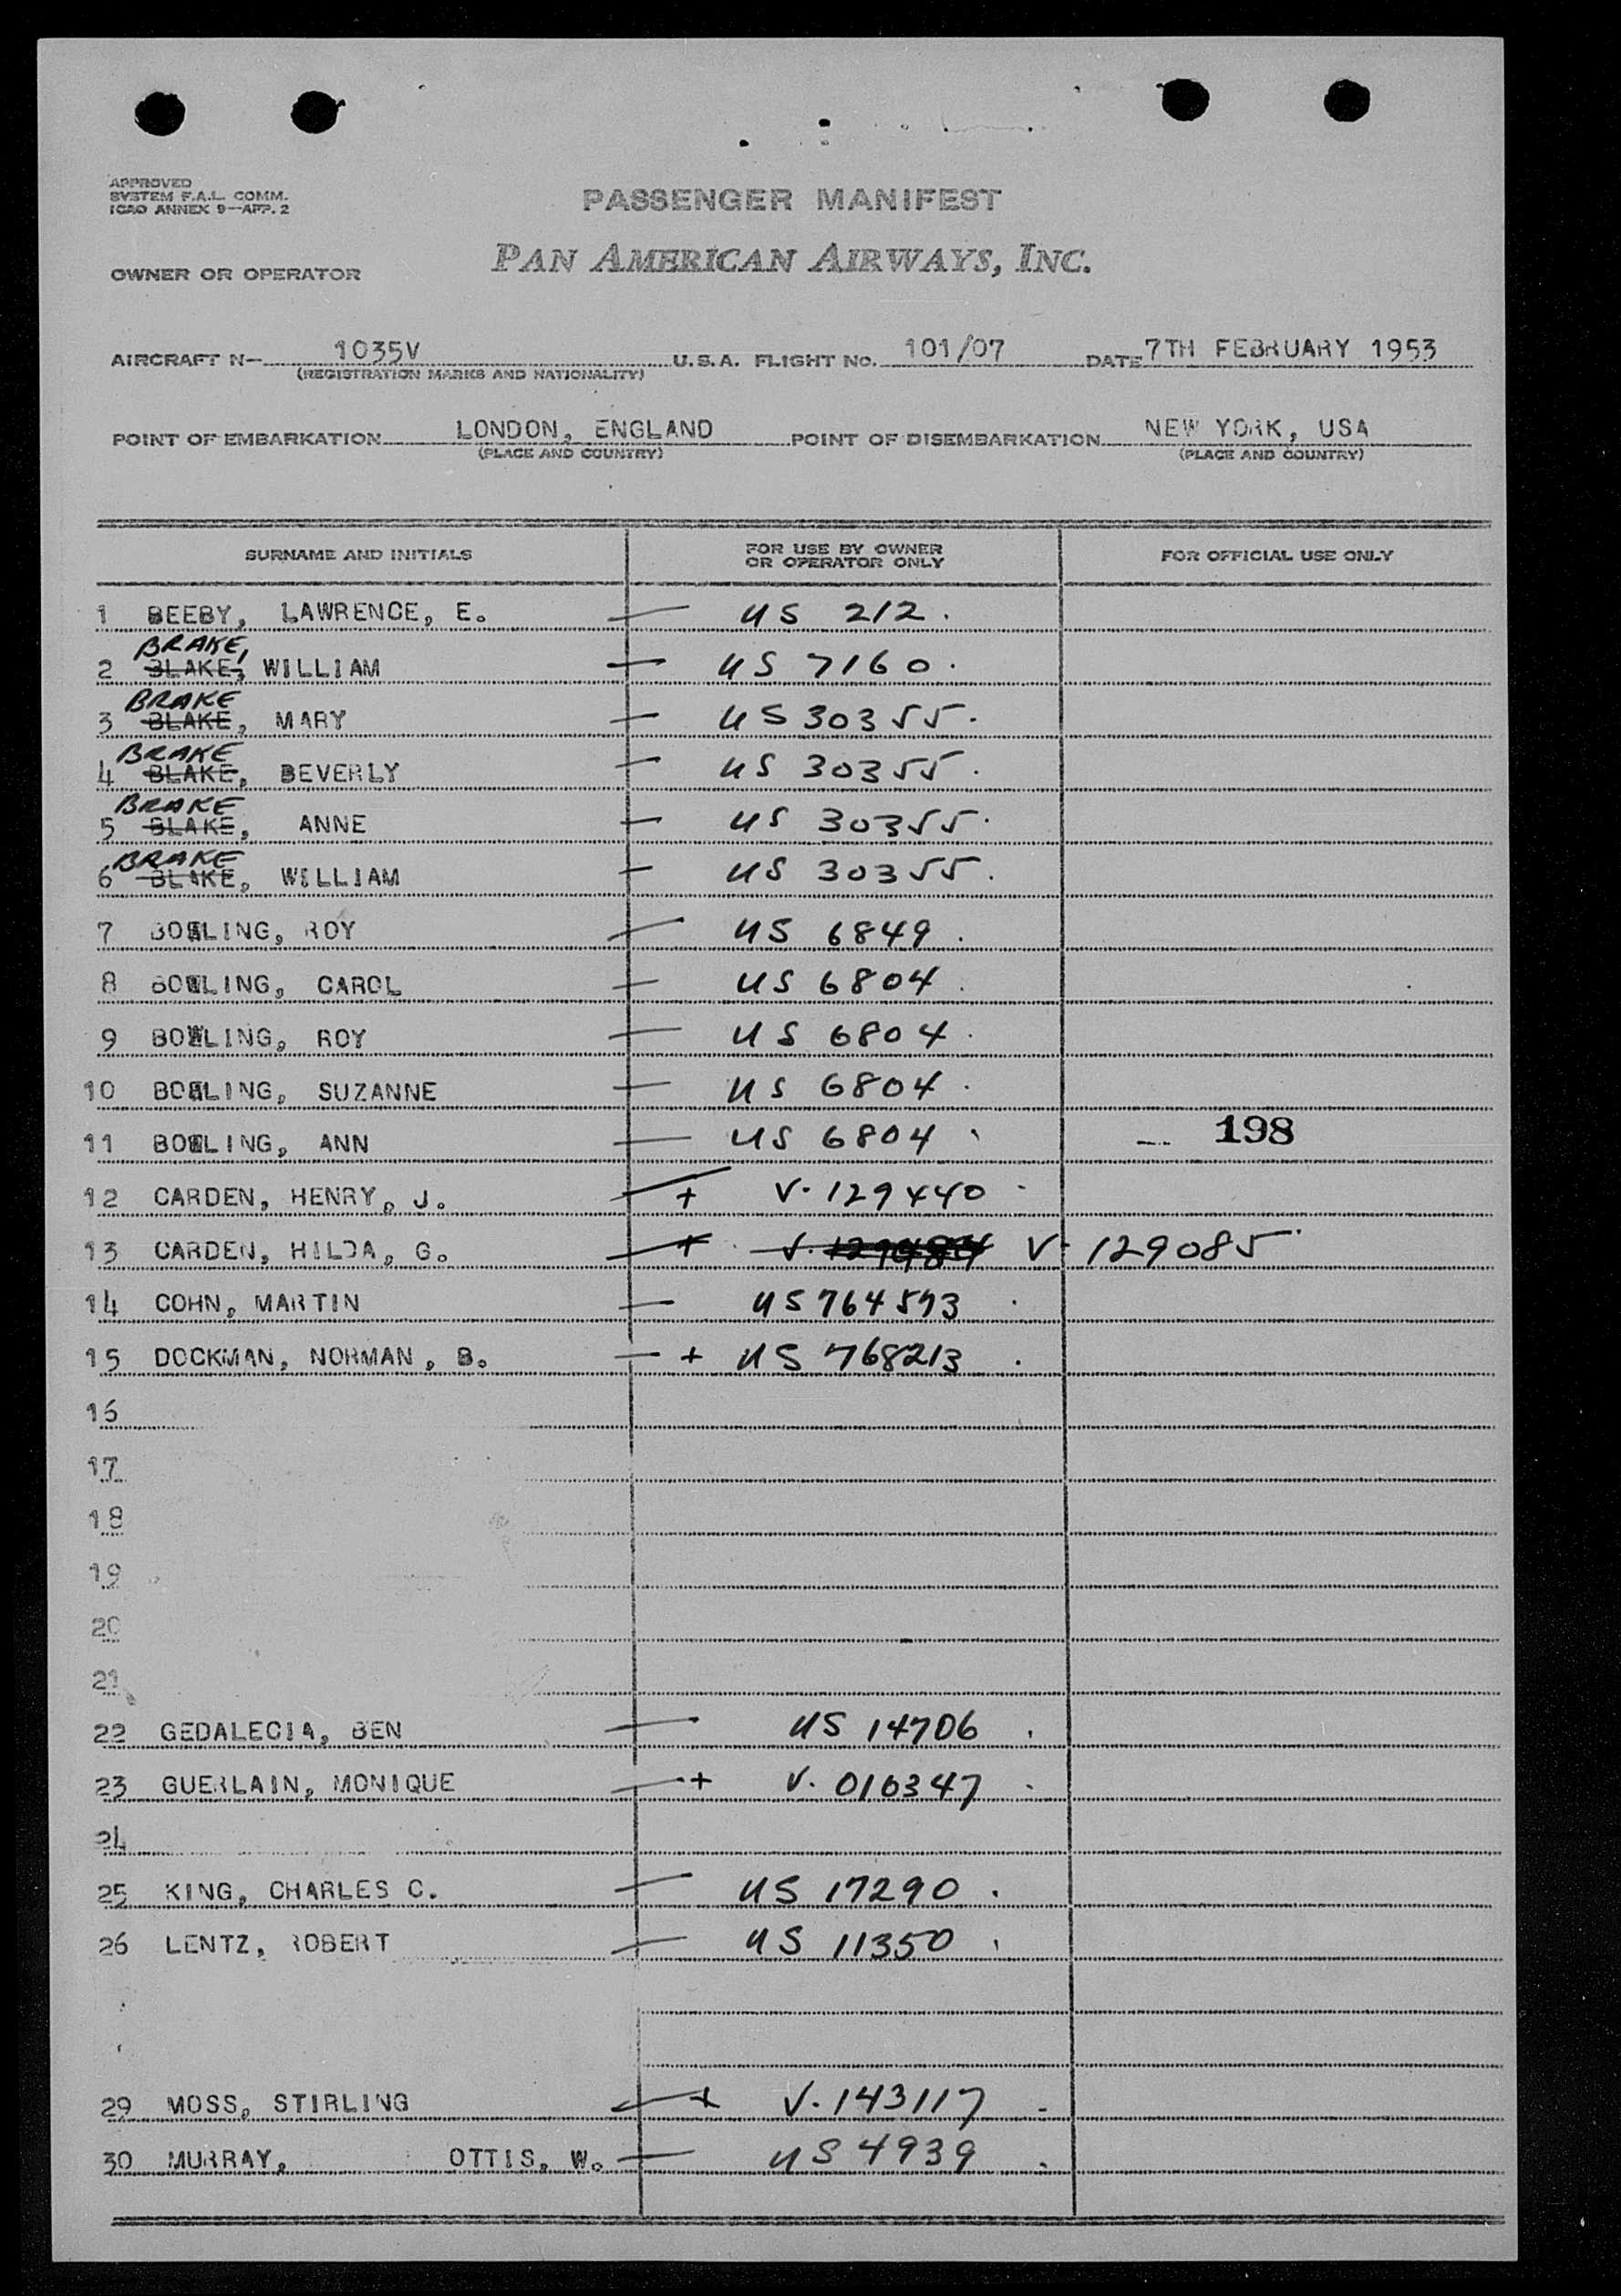 APPROVED
SYSTEM F.A.L. COMM.
ICAO ANNEX 9—APP. 2
PASSENGER MANIFEST
OWNER OR OPERATOR PAN AMERICAN AIRWAYS, INC.
AIRCRAFT N— 1035V U.S.A. FLIGHT NO. 101/07 DATE 7TH FEBRUARY 1953
(REGISTRATION MARKS AND NATIONALITY)
POINT OF EMBARKATION LONDON, ENGLAND POINT OF DISEMBARKATION NEW YORK, USA
(PLACE AND COUNTRY) (PLACE AND COUNTRY)
SURNAME AND INITIALS FOR USE BY OWNER OR OPERATOR ONLY FOR OFFICIAL USE ONLY
1 BEEBY, LAWRENCE, E. — US 212.
BRAKE,
2 BLAKE, WILLIAM — US 7160.
BRAKE
3 BLAKE, MARY — US 30355.
BRAKE
4 BLAKE, BEVERLY — US 30355.
BRAKE
5 BLAKE, ANNE — US 30355.
BRAKE
6 BLAKE, WILLIAM — US 30355.
7 BOWLING, ROY — US 6849.
8 BOWLING, CAROL — US 6804.
9 BOWLING, ROY — US 6804.
10 BOWLING, SUZANNE — US 6804.
11 BOWLING, ANN — US 6804. — 198
12 CARDEN, HENRY, J. — + V. 129440
13 CARDEN, HILDA, G. — + V. 129484 V. 129085
14 COHN, MARTIN — US 764593.
15 DOCKMAN, NORMAN, B. — + US 768213.
16
17
18
19
20
21
22 GEDALECIA, BEN — US 14706.
23 GUERLAIN, MONIQUE — + V. 016347.
24
25 KING, CHARLES C. — US 17290.
26 LENTZ, ROBERT — US 11350.
29 MOSS, STIRLING — + V. 143117
30 MURRAY, OTTIS, W. — US 4939.